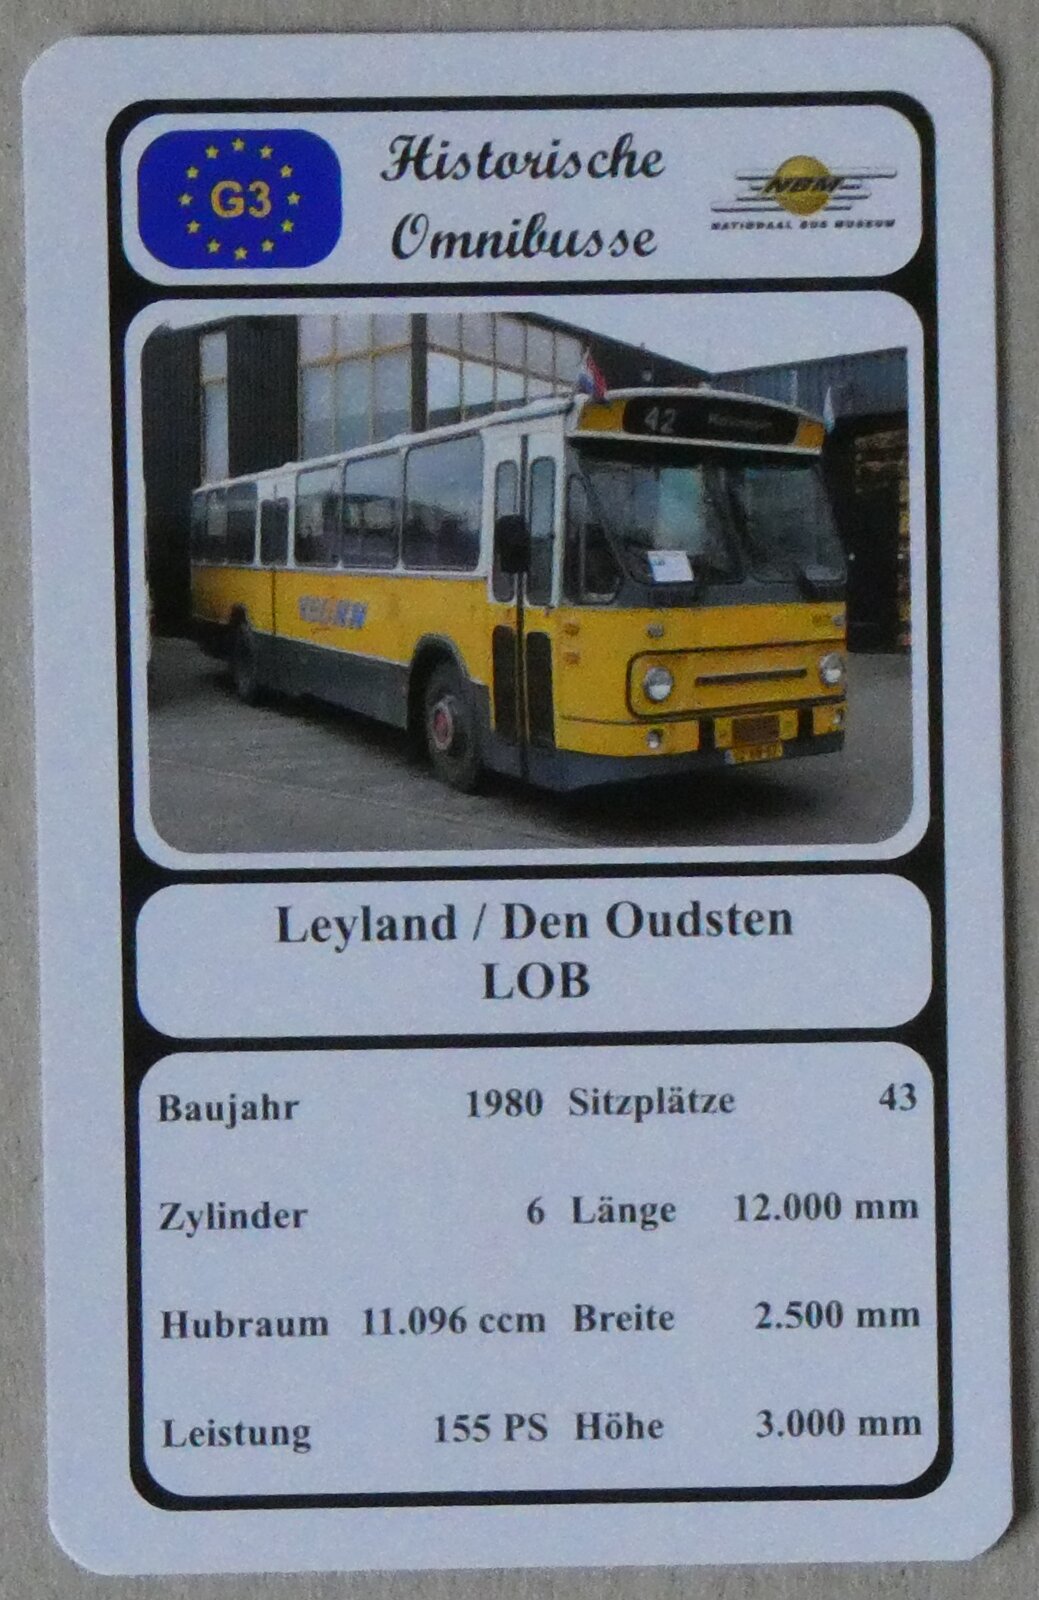 G3
Historische
Omnibusse
NBM
NATIONAAL BUS MUSEUM
42
Leyland / Den Oudsten
LOB
Baujahr 1980 Sitzplätze 43
Zylinder 6 Länge 12.000 mm
Hubraum 11.096 ccm Breite 2.500 mm
Leistung 155 PS Höhe 3.000 mm